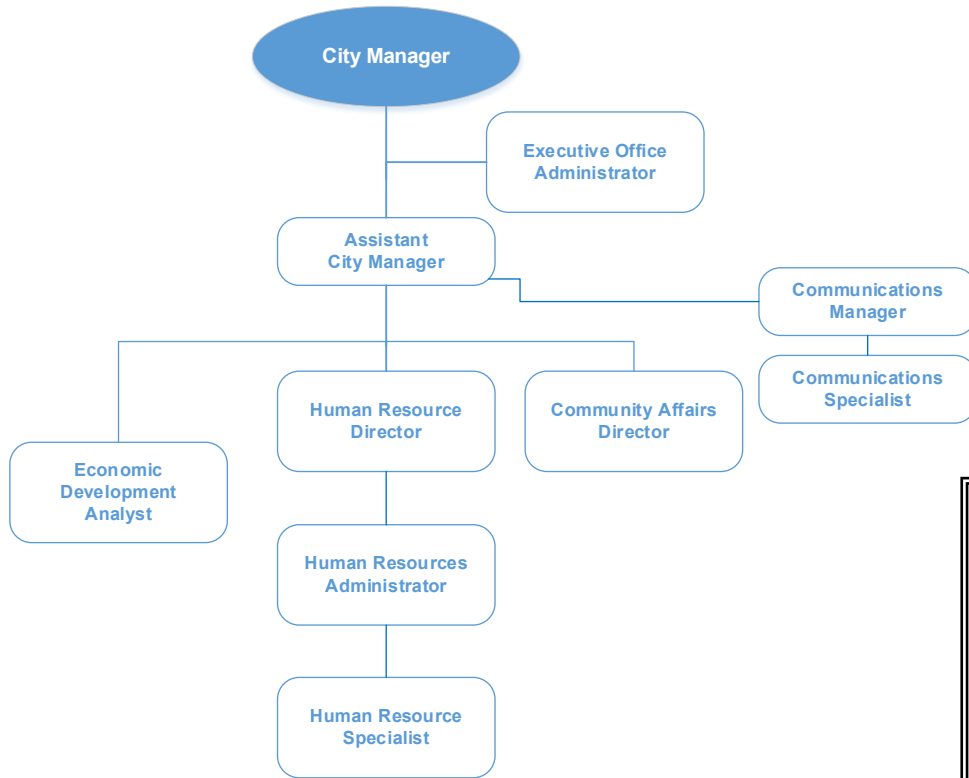 City Manager
Executive Office
Administrator
Assistant
City Manager
Communications
Manager
Communications
Specialist
Human Resource
Director
Community Affairs
Director
Economic
Development
Analyst
Human Resources
Administrator
Human Resource
Specialist